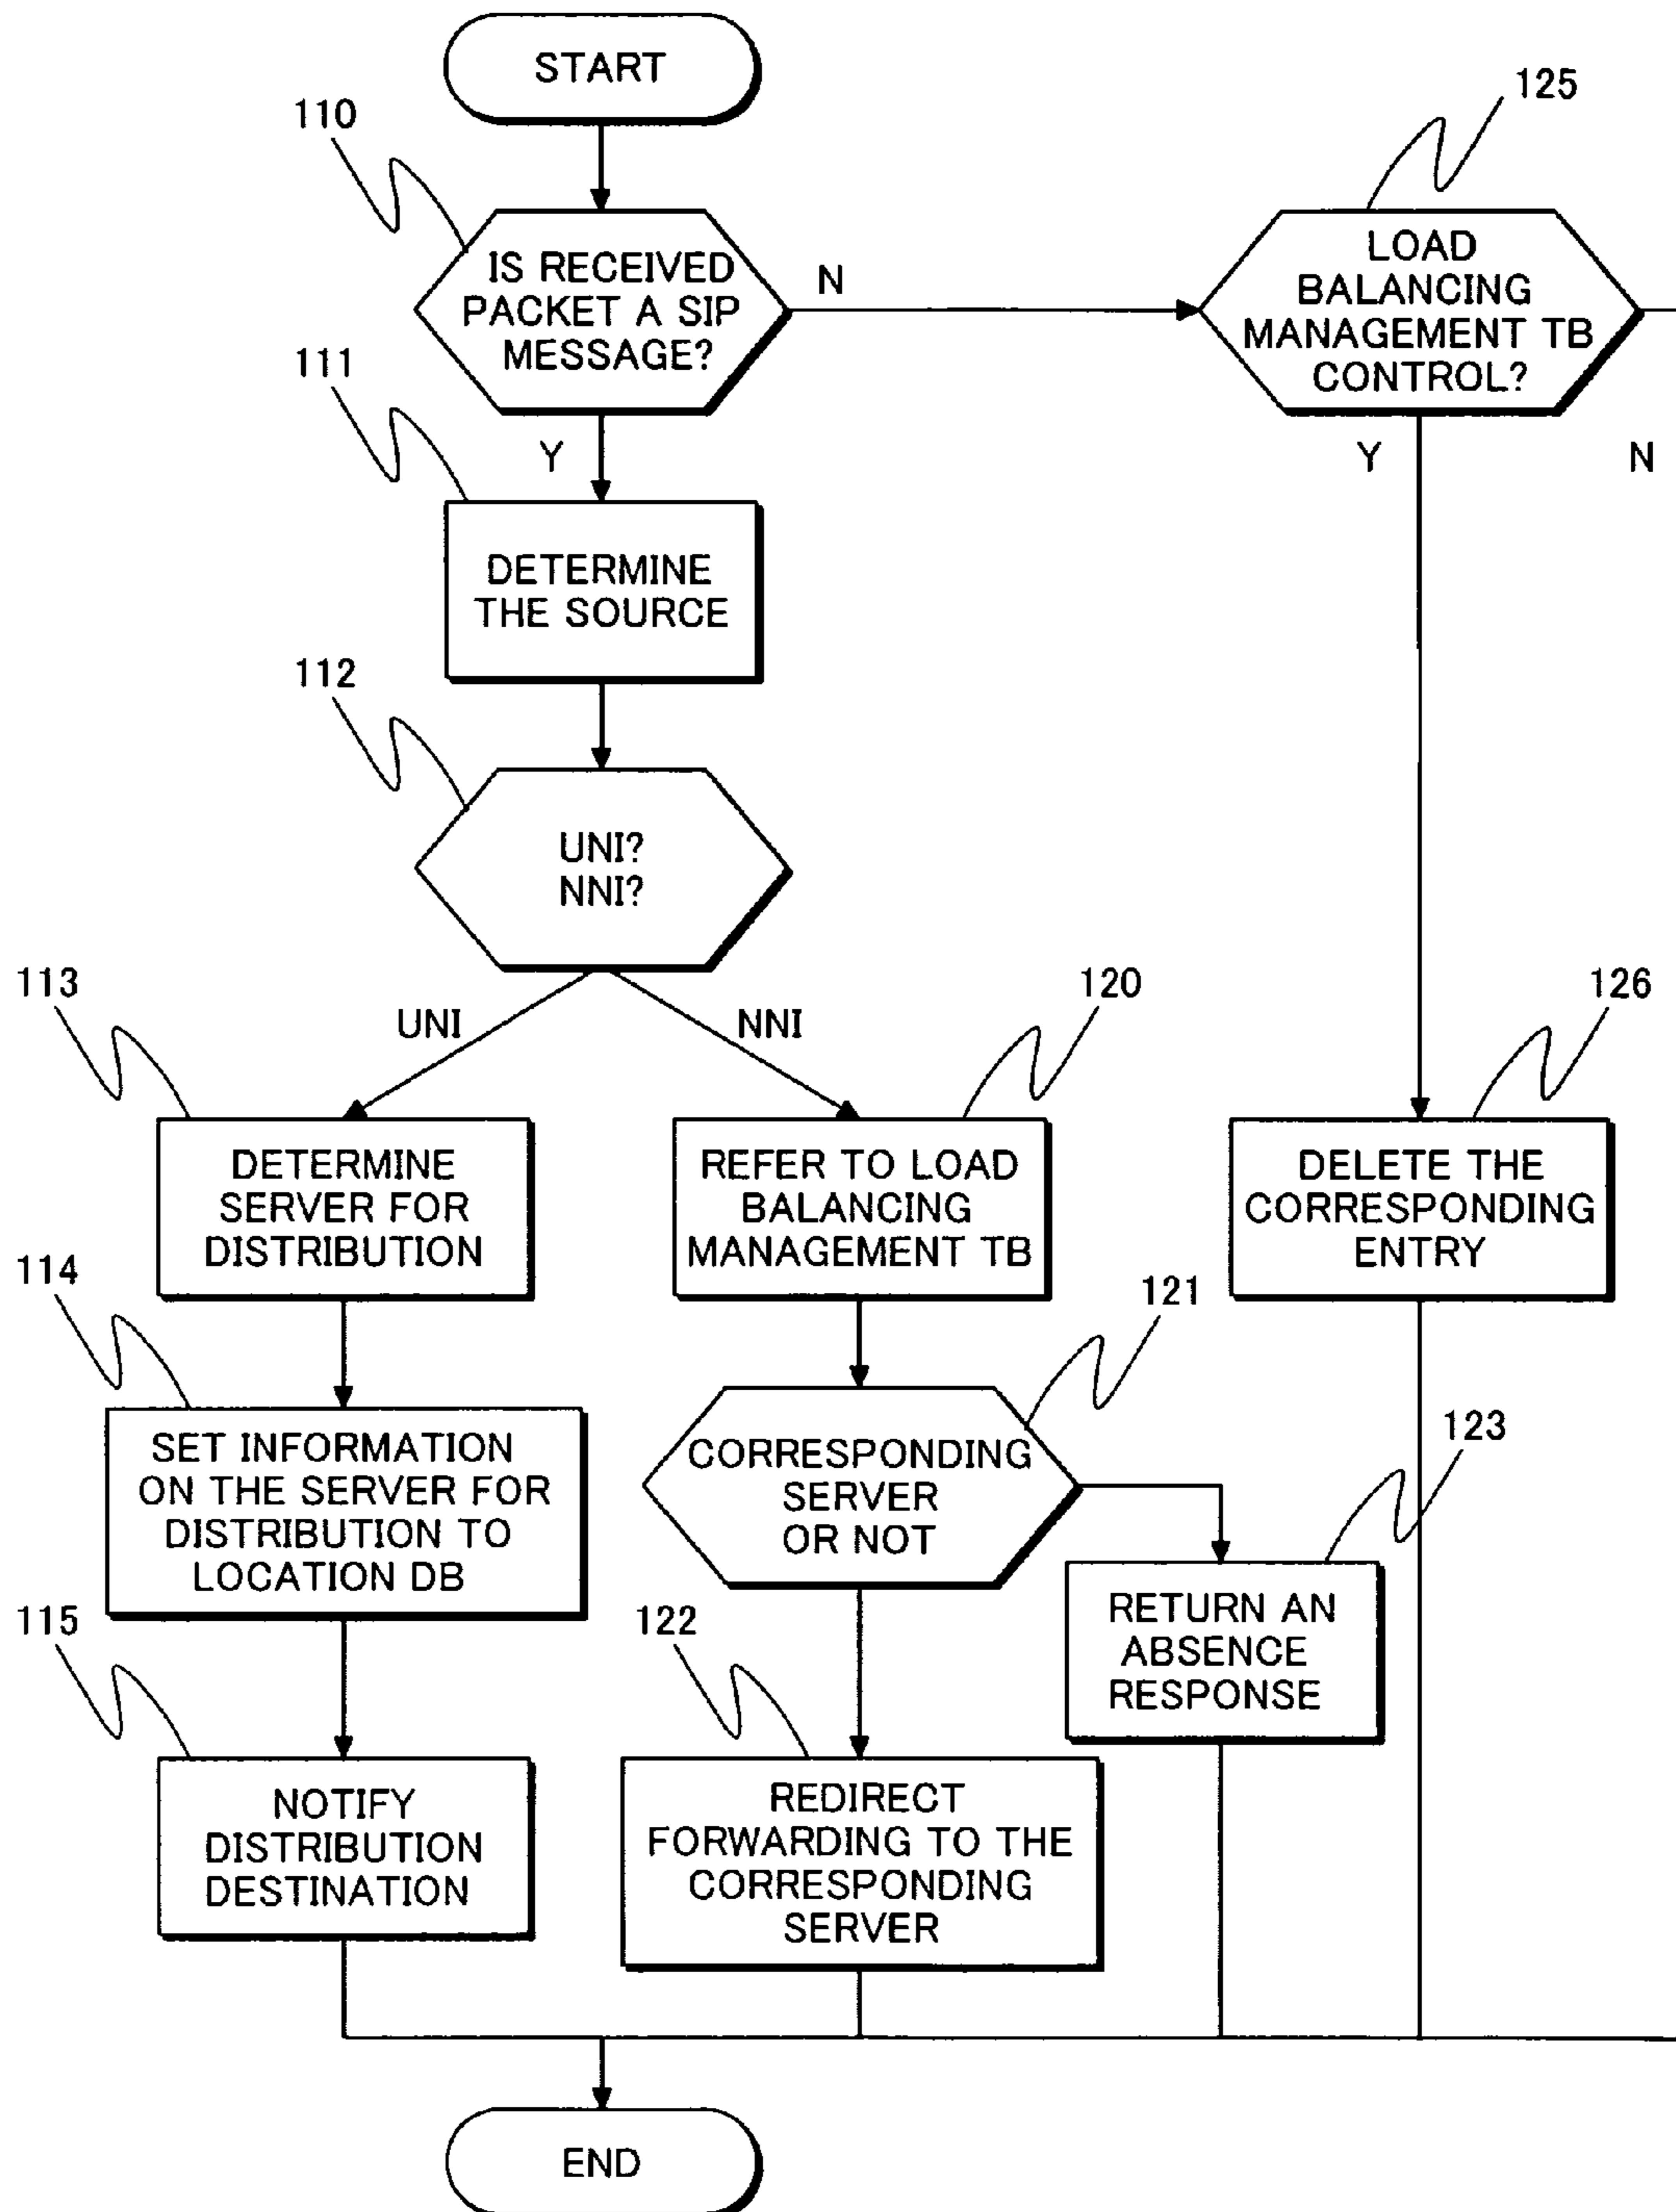 START
110
125
IS RECEIVED
PACKET A SIP
MESSAGE?
N
LOAD
BALANCING
MANAGEMENT TB
CONTROL?
111
Y
Y
N
DETERMINE
THE SOURCE
112
UNI?
NNI?
113
UNI
NNI
120
126
DETERMINE
SERVER FOR
DISTRIBUTION
REFER TO LOAD
BALANCING
MANAGEMENT TB
DELETE THE
CORRESPONDING
ENTRY
114
121
SET INFORMATION
ON THE SERVER FOR
DISTRIBUTION TO
LOCATION DB
CORRESPONDING
SERVER
OR NOT
123
115
122
RETURN AN
ABSENCE
RESPONSE
NOTIFY
DISTRIBUTION
DESTINATION
REDIRECT
FORWARDING TO THE
CORRESPONDING
SERVER
END